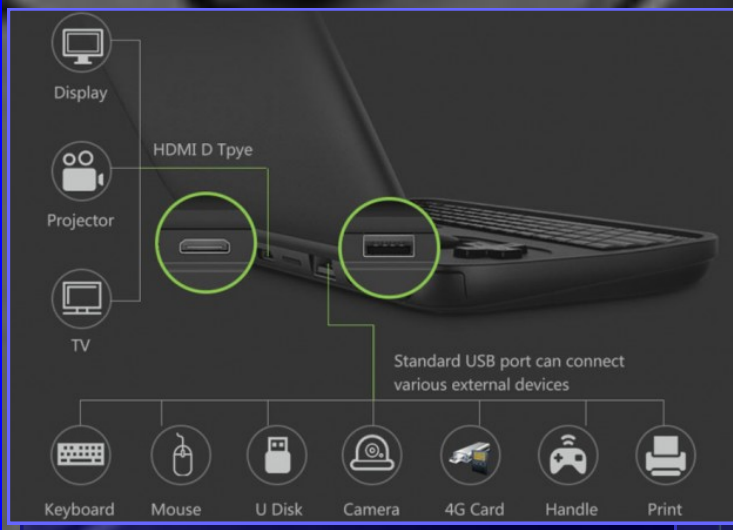 Display
HDMI D Tpye
Projector
TV
Standard USB port can connect
various external devices
Keyboard
Mouse
U Disk
Camera
4G Card
Handle
Print